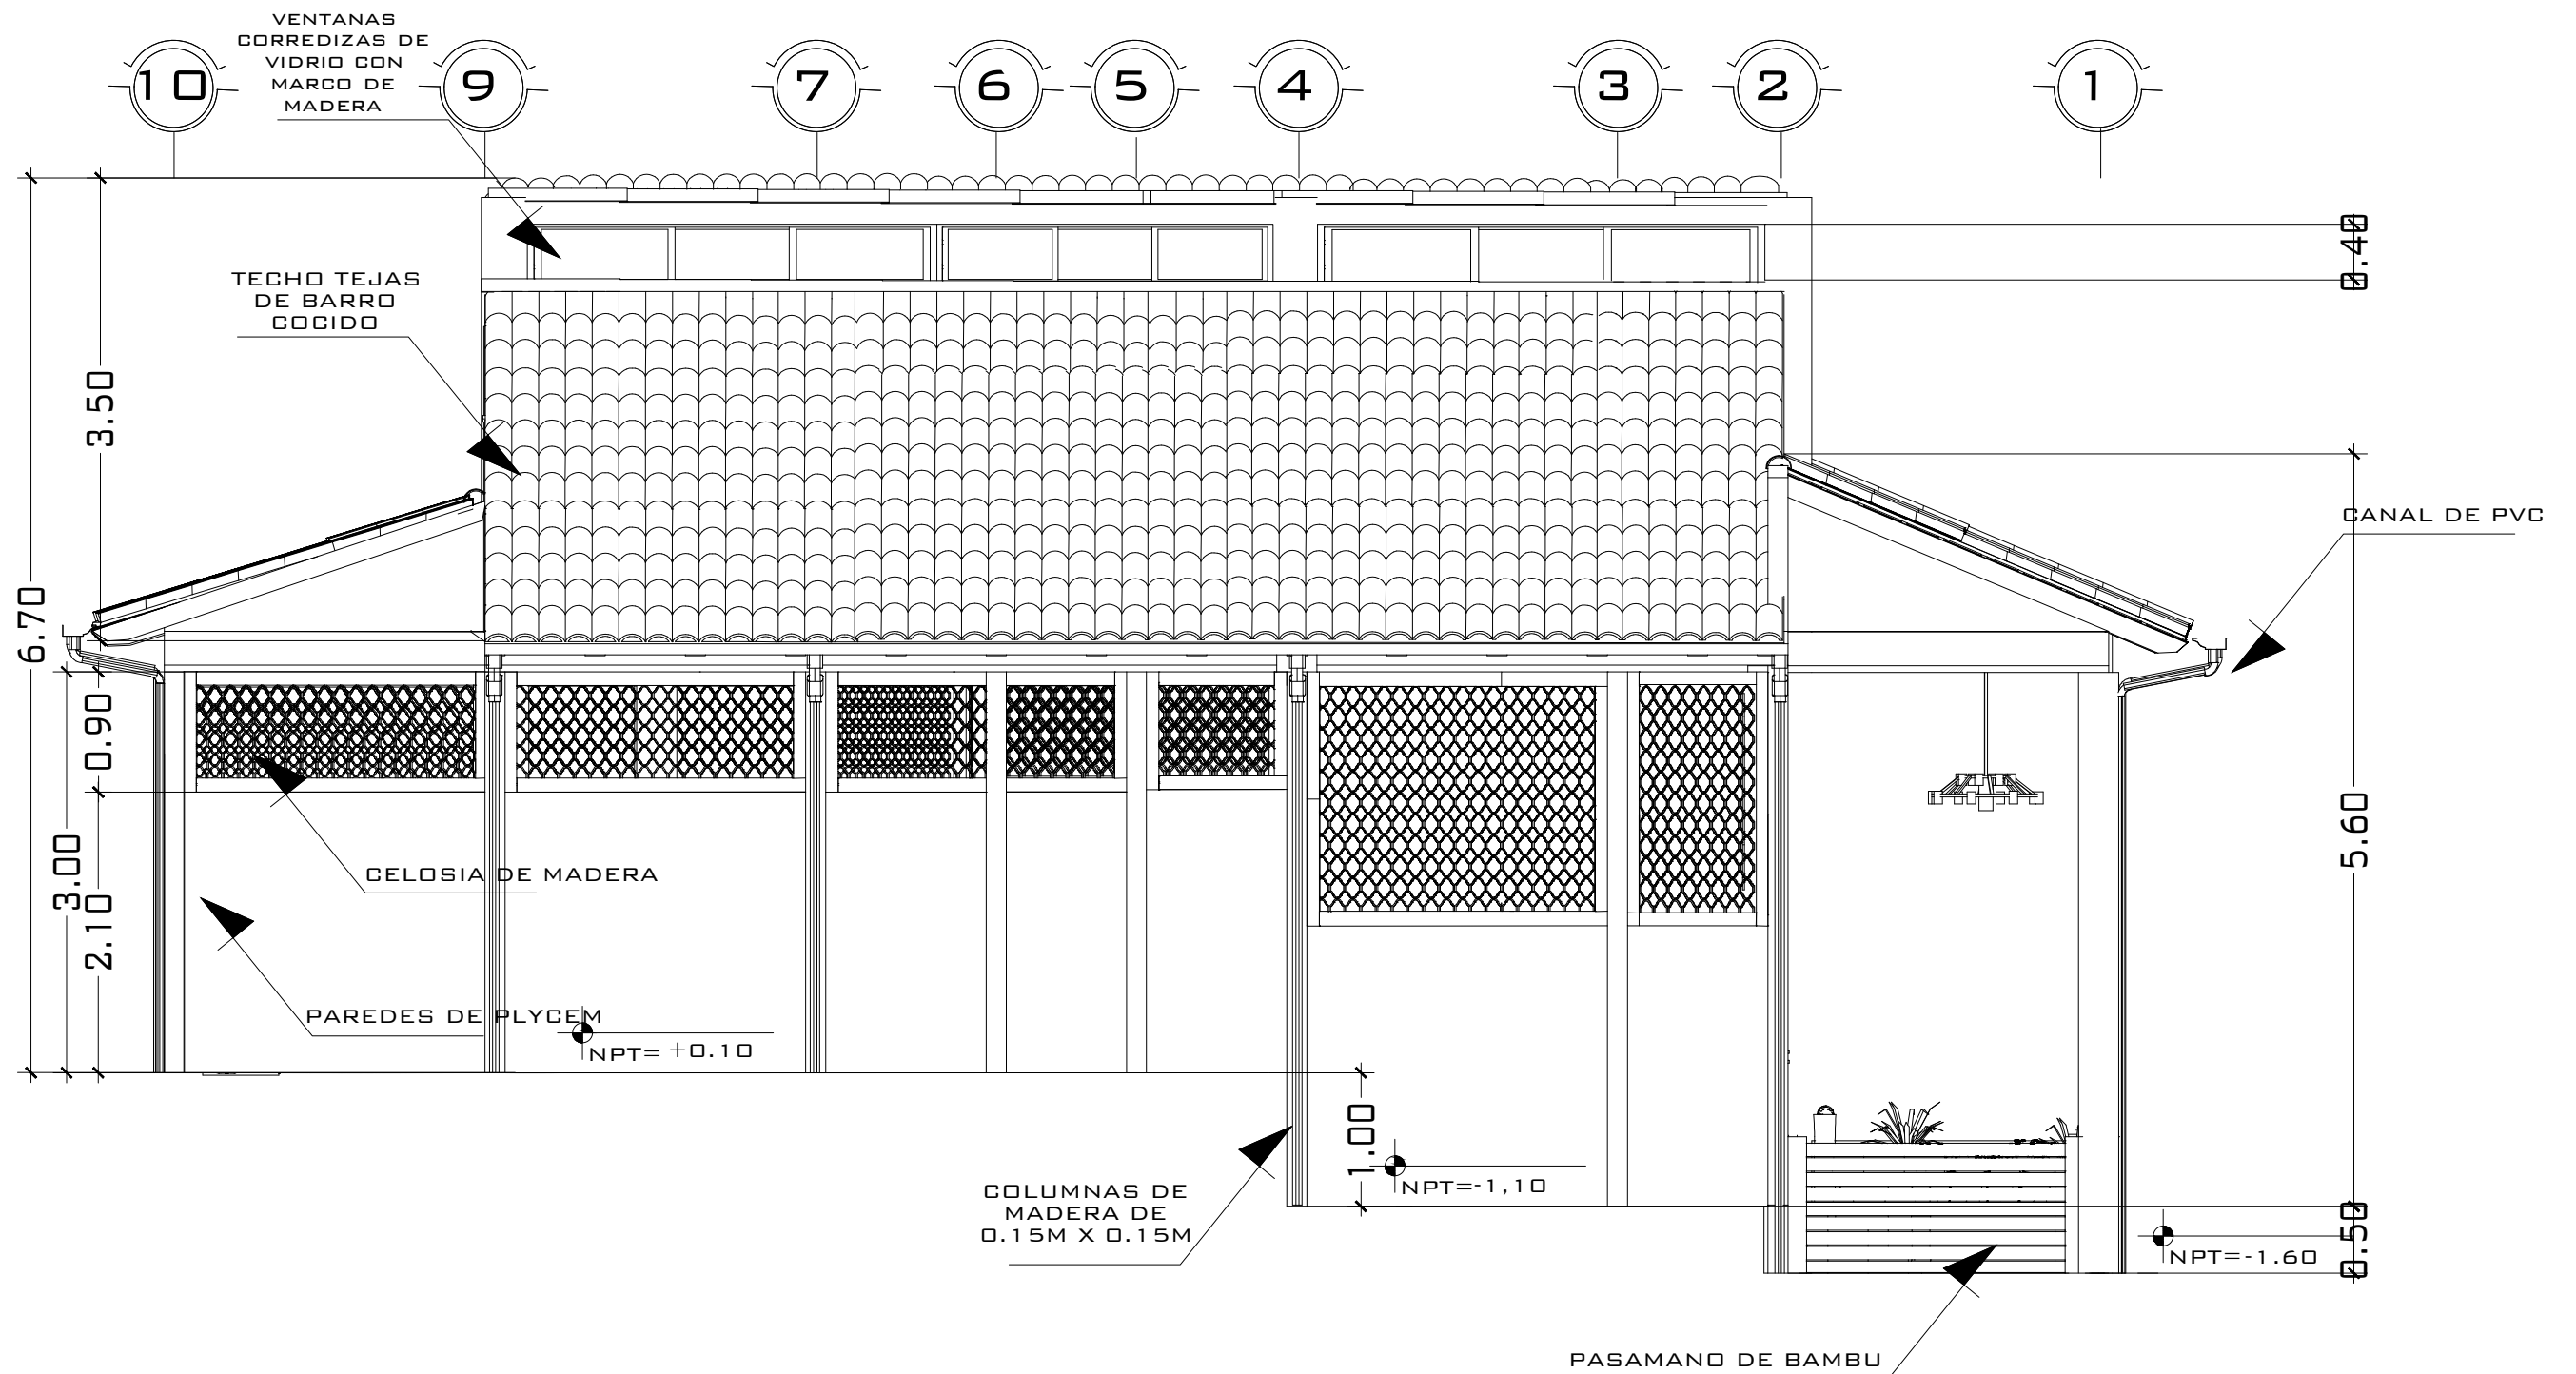 VENTANAS
CORREDIZAS DE
VIDRIO CON
MARCO DE
MADERA
10
9
7
6
5
4
3
2
1
TECHO TEJAS
DE BARRO
COCIDO
0.40
3.50
CANAL DE PVC
6.70
0.90
3.00
2.10
5.60
CELOSIA DE MADERA
PAREDES DE PLYCEM
NPT= +0.10
1.00
COLUMNAS DE
MADERA DE
0.15M X 0.15M
NPT=-1,10
0.50
NPT=-1.60
PASAMANO DE BAMBU